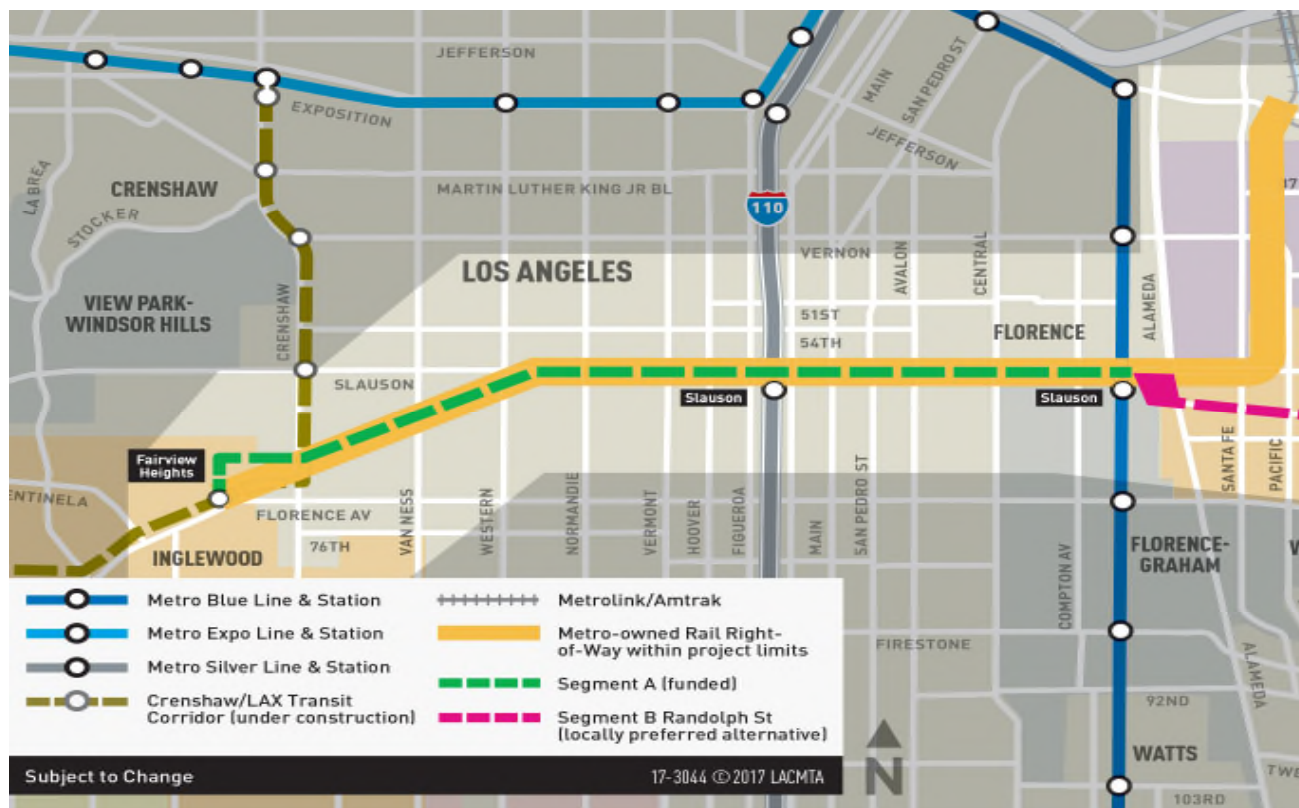 JEFFERSON
MAIN
SAN PEDRO ST
EXPOSITION
JEFFERSON
LA BREA
CRENSHAW
MARTIN LUTHER KING JR BL
STOCKER
110
VERNON
AVALON
CENTRAL
ALAMEDA
LOS ANGELES
VIEW PARK-
WINDSOR HILLS
CRENSHAW
51ST
54TH
FLORENCE
SLAUSON
Slauson
Slauson
Fairview
Heights
ENTINELA
FLORENCE AV
76TH
INGLEWOOD
VAN NESS
WESTERN
NORMANDIE
VERMONT
HOOVER
FIGUEROA
MAIN
SAN PEDRO ST
COMPTON AV
SANTA FE
PACIFIC
FLORENCE-
GRAHAM
W
FIRESTONE
ALAMEDA
92ND
WATTS
TWE
103RD
Metro Blue Line & Station
Metro Expo Line & Station
Metro Silver Line & Station
Crenshaw/LAX Transit
Corridor (under construction)
Metrolink/Amtrak
Metro-owned Rail Right-
of-Way within project limits
Segment A (funded)
Segment B Randolph St
(locally preferred alternative)
N
Subject to Change
17-3044 © 2017 LACMTA